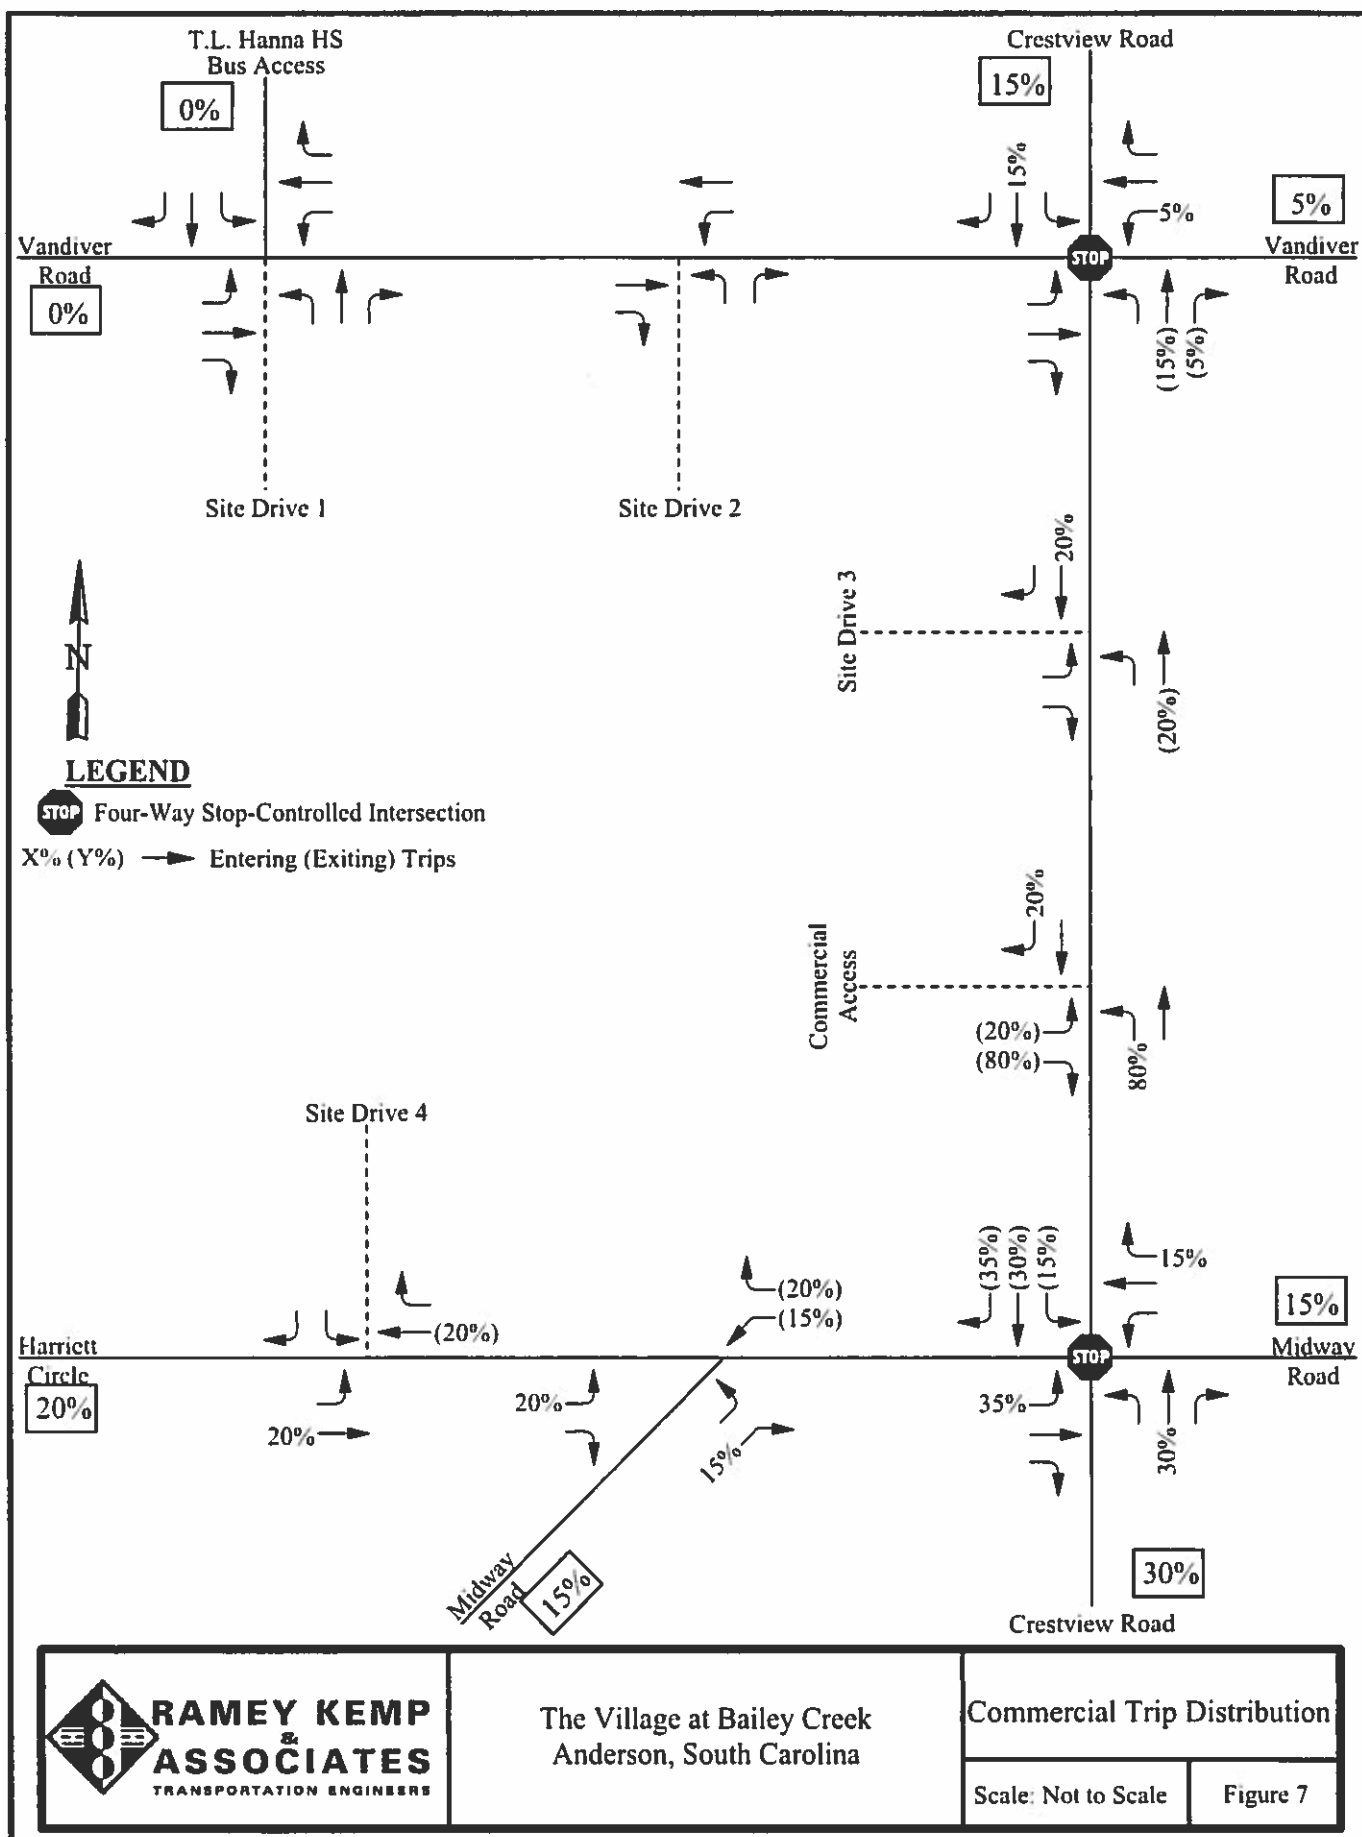 T.L. Hanna HS
Bus Access
0%
Crestview Road
15%
15%
5%
5%
Vandiver
Road
0%
STOP
Vandiver
Road
(15%)
(5%)
Site Drive 1
Site Drive 2
20%
Site Drive 3
(20%)
N
LEGEND
STOP Four-Way Stop-Controlled Intersection
X% (Y%) Entering (Exiting) Trips
20%
Commercial
Access
(20%)
(80%)
80%
Site Drive 4
(35%)
(30%)
(15%)
15%
15%
(20%)
(15%)
(20%)
Harriett
Circle
20%
STOP
Midway
Road
20%
20%
15%
35%
30%
Midway
Road
15%
30%
Crestview Road
RAMEY KEMP
&
ASSOCIATES
TRANSPORTATION ENGINEERS
The Village at Bailey Creek
Anderson, South Carolina
Commercial Trip Distribution
Scale: Not to Scale
Figure 7